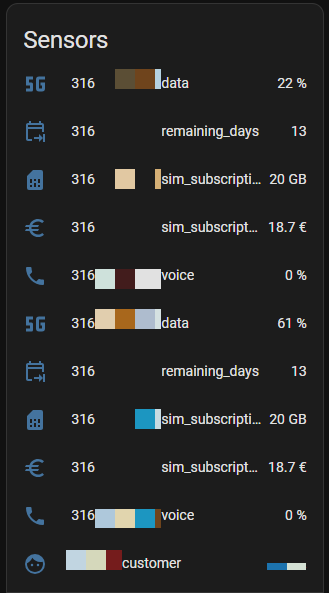 Sensors
316 data 22 %
316 remaining_days 13
316 sim_subscripti... 20 GB
316 sim_subscript... 18.7 €
316 voice 0 %
316 data 61 %
316 remaining_days 13
316 sim_subscripti... 20 GB
316 sim_subscript... 18.7 €
316 voice 0 %
customer